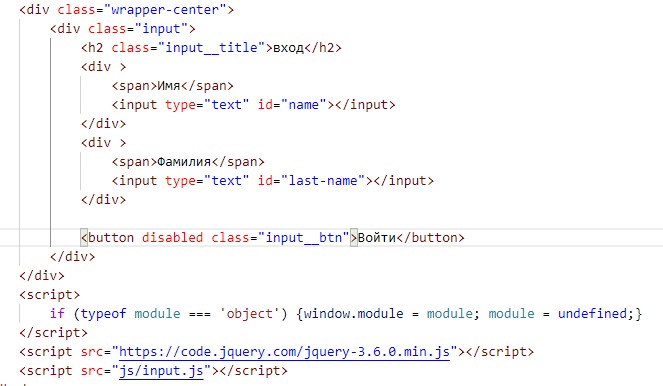 <div class="wrapper-center">
<div class="input">
<h2 class="input__title">вход</h2>
<div >
<span>Имя</span>
<input type="text" id="name"></input>
</div>
<div >
<span>Фамилия</span>
<input type="text" id="last-name"></input>
</div>
<button disabled class="input__btn">Войти</button>
</div>
</div>
<script>
if (typeof module === 'object') {window.module = module; module = undefined;}
</script>
<script src="https://code.jquery.com/jquery-3.6.0.min.js"></script>
<script src="js/input.js"></script>